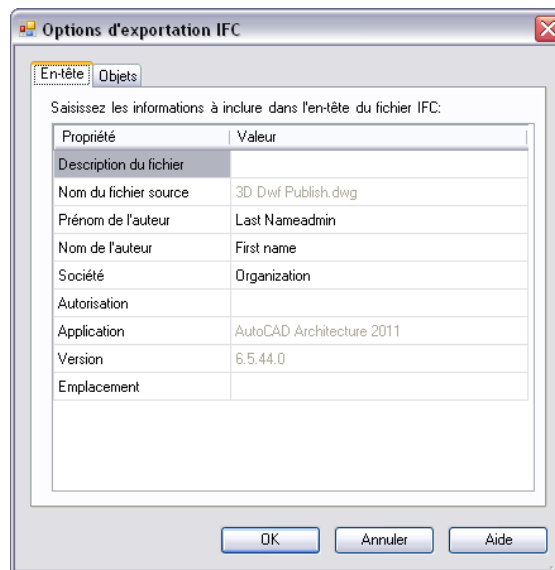 Options d'exportation IFC
En-tête Objets
Saisissez les informations à inclure dans l'en-tête du fichier IFC:
Propriété Valeur
Description du fichier
Nom du fichier source 3D Dwf Publish.dwg
Prénom de l'auteur Last Nameadmin
Nom de l'auteur First name
Société Organization
Autorisation
Application AutoCAD Architecture 2011
Version 6.5.44.0
Emplacement
OK Annuler Aide